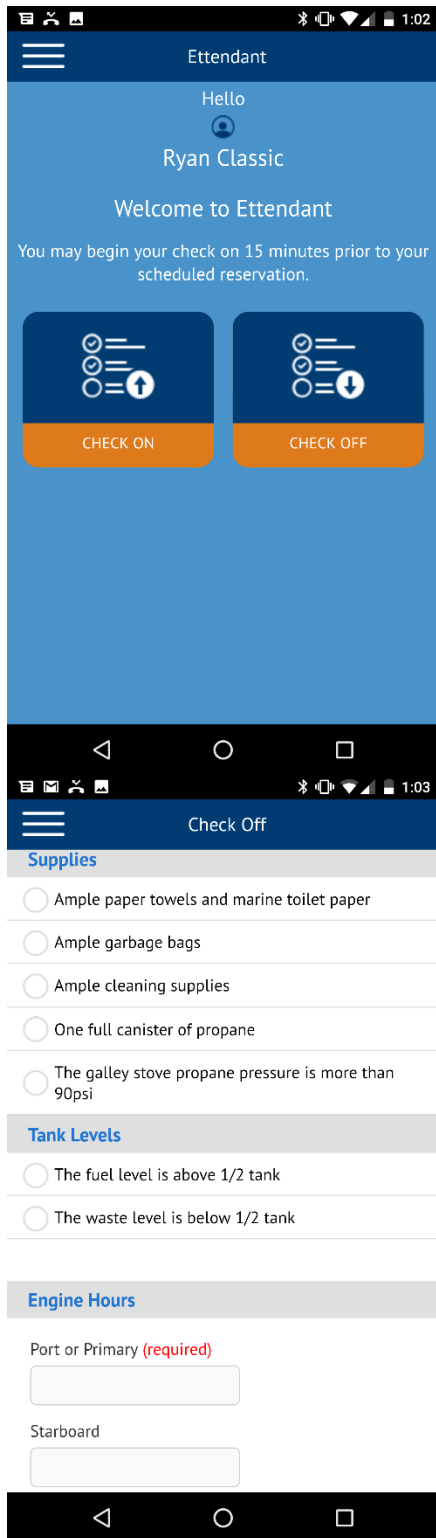 1:02
Ettendant
Hello
Ryan Classic
Welcome to Ettendant
You may begin your check on 15 minutes prior to your
scheduled reservation.
CHECK ON
CHECK OFF
1:03
Check Off
Supplies
Ample paper towels and marine toilet paper
Ample garbage bags
Ample cleaning supplies
One full canister of propane
The galley stove propane pressure is more than
90psi
Tank Levels
The fuel level is above 1/2 tank
The waste level is below 1/2 tank
Engine Hours
Port or Primary (required)
Starboard